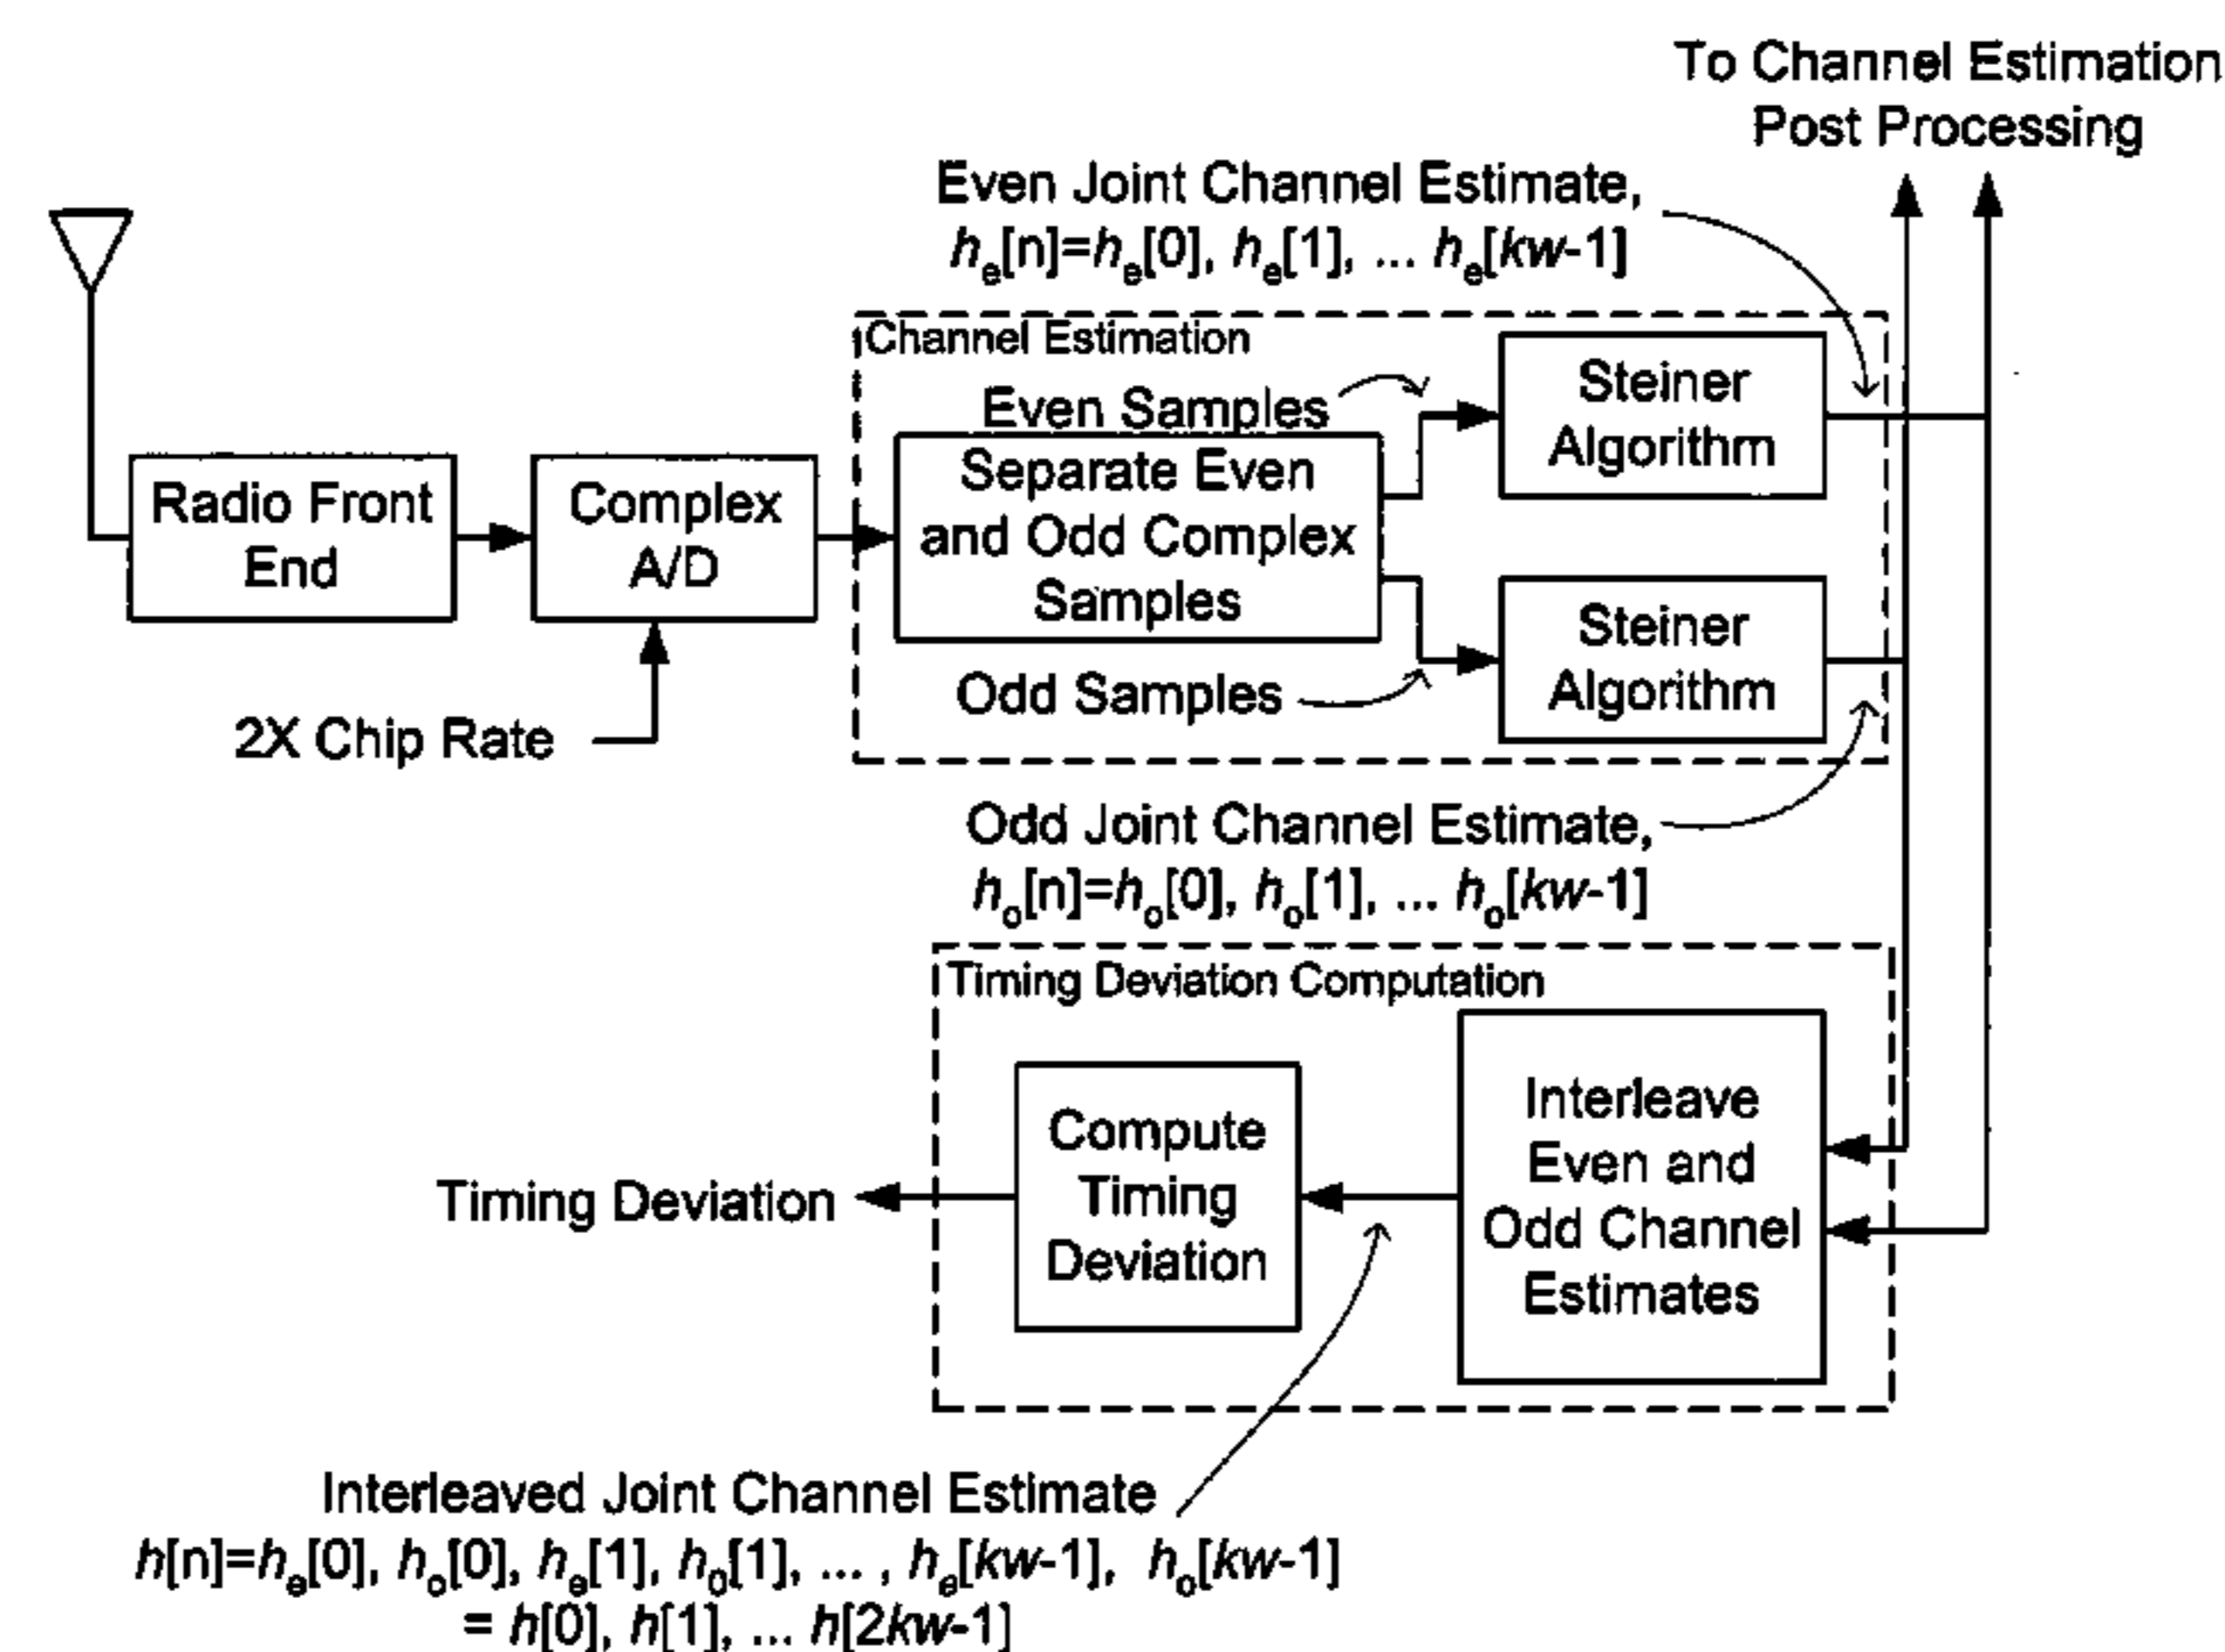 To Channel Estimation
Post Processing
Even Joint Channel Estimate,
hₑ[n]=hₑ[0], hₑ[1], ... hₑ[kw-1]
Channel Estimation
Even Samples
Steiner
Algorithm
Radio Front
End
Complex
A/D
Separate Even
and Odd Complex
Samples
Steiner
Algorithm
Odd Samples
2X Chip Rate
Odd Joint Channel Estimate,
hₒ[n]=hₒ[0], hₒ[1], ... hₒ[kw-1]
Timing Deviation Computation
Interleave
Even and
Odd Channel
Estimates
Compute
Timing
Deviation
Timing Deviation
Interleaved Joint Channel Estimate
h[n]=hₑ[0], hₒ[0], hₑ[1], h₀[1], ... , hₑ[kw-1], hₒ[kw-1]
= h[0], h[1], ... h[2kw-1]